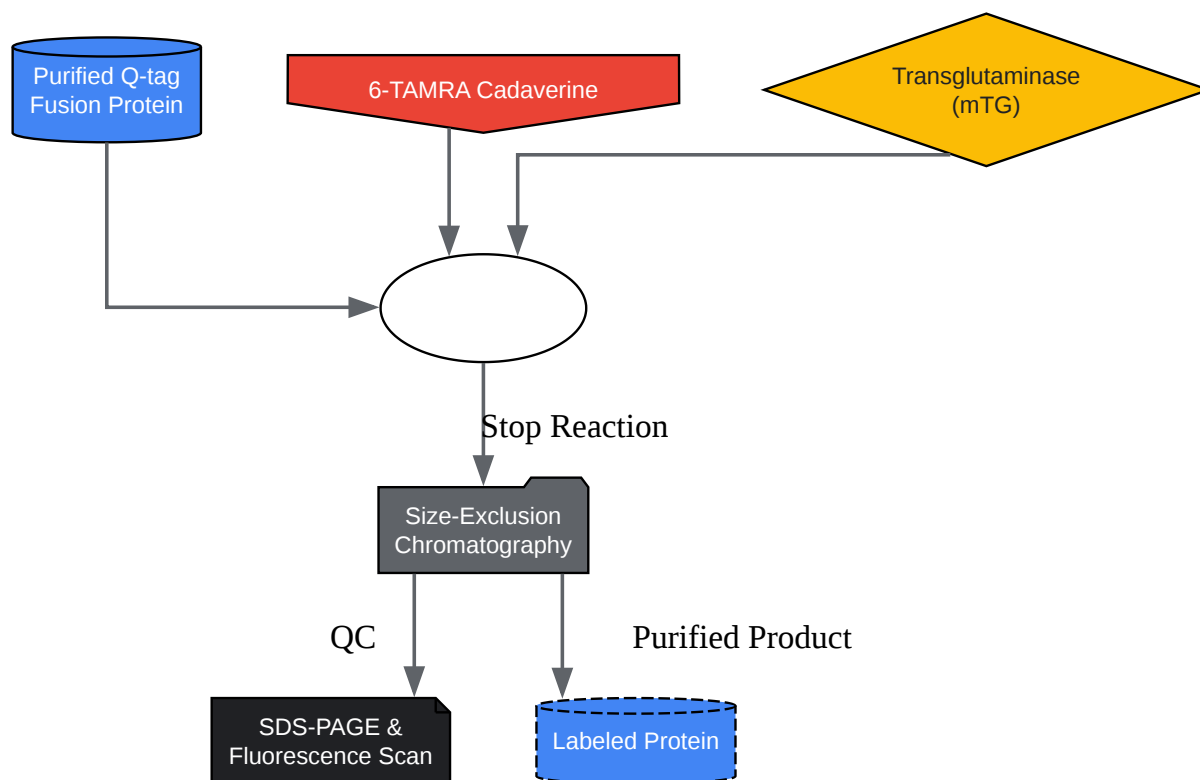 Purified Q-tag
Fusion Protein
6-TAMRA Cadaverine
Transglutaminase
(mTG)
Stop Reaction
Size-Exclusion
Chromatography
QC
Purified Product
SDS-PAGE &
Fluorescence Scan
Labeled Protein